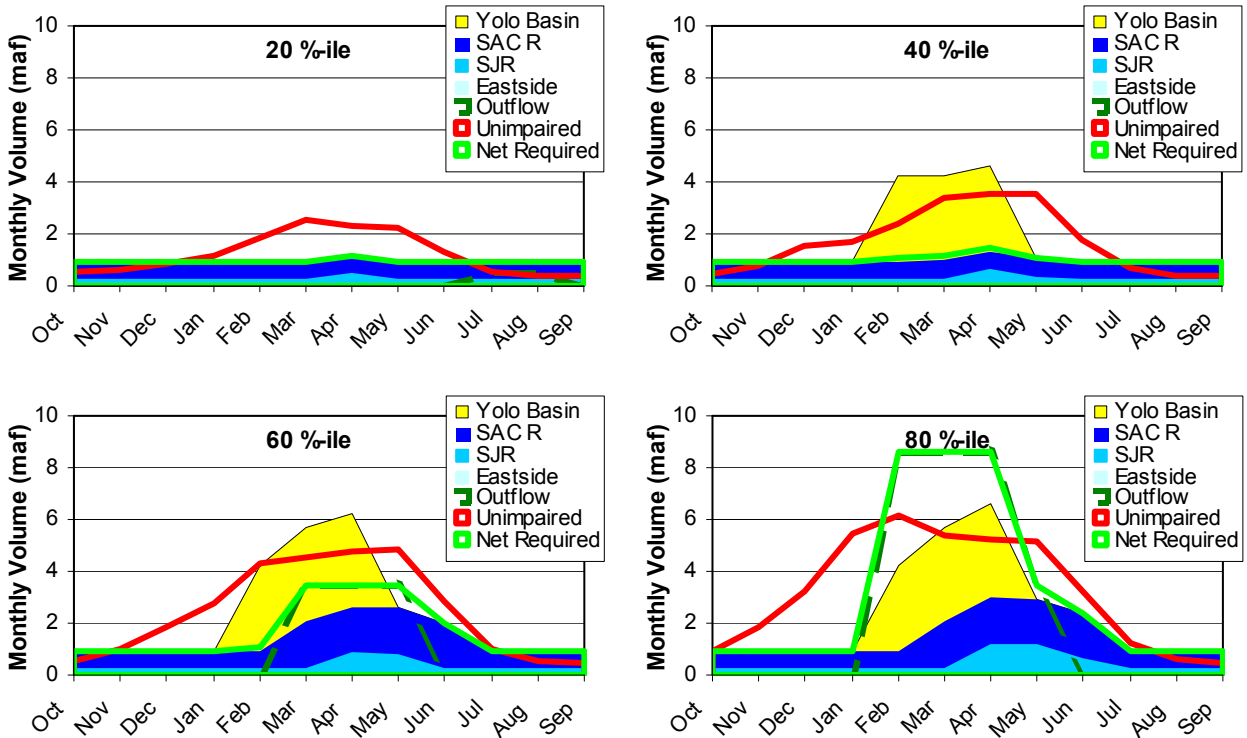 20 %-ile
Monthly Volume (maf)
10
8
6
4
2
0
Oct
Nov
Dec
Jan
Feb
Mar
Apr
May
Jun
Jul
Aug
Sep
Yolo Basin
SAC R
SJR
Eastside
Outflow
Unimpaired
Net Required
40 %-ile
Monthly Volume (maf)
10
8
6
4
2
0
Oct
Nov
Dec
Jan
Feb
Mar
Apr
May
Jun
Jul
Aug
Sep
Yolo Basin
SAC R
SJR
Eastside
Outflow
Unimpaired
Net Required
60 %-ile
Monthly Volume (maf)
10
8
6
4
2
0
Oct
Nov
Dec
Jan
Feb
Mar
Apr
May
Jun
Jul
Aug
Sep
Yolo Basin
SAC R
SJR
Eastside
Outflow
Unimpaired
Net Required
80 %-ile
Monthly Volume (maf)
10
8
6
4
2
0
Oct
Nov
Dec
Jan
Feb
Mar
Apr
May
Jun
Jul
Aug
Sep
Yolo Basin
SAC R
SJR
Eastside
Outflow
Unimpaired
Net Required